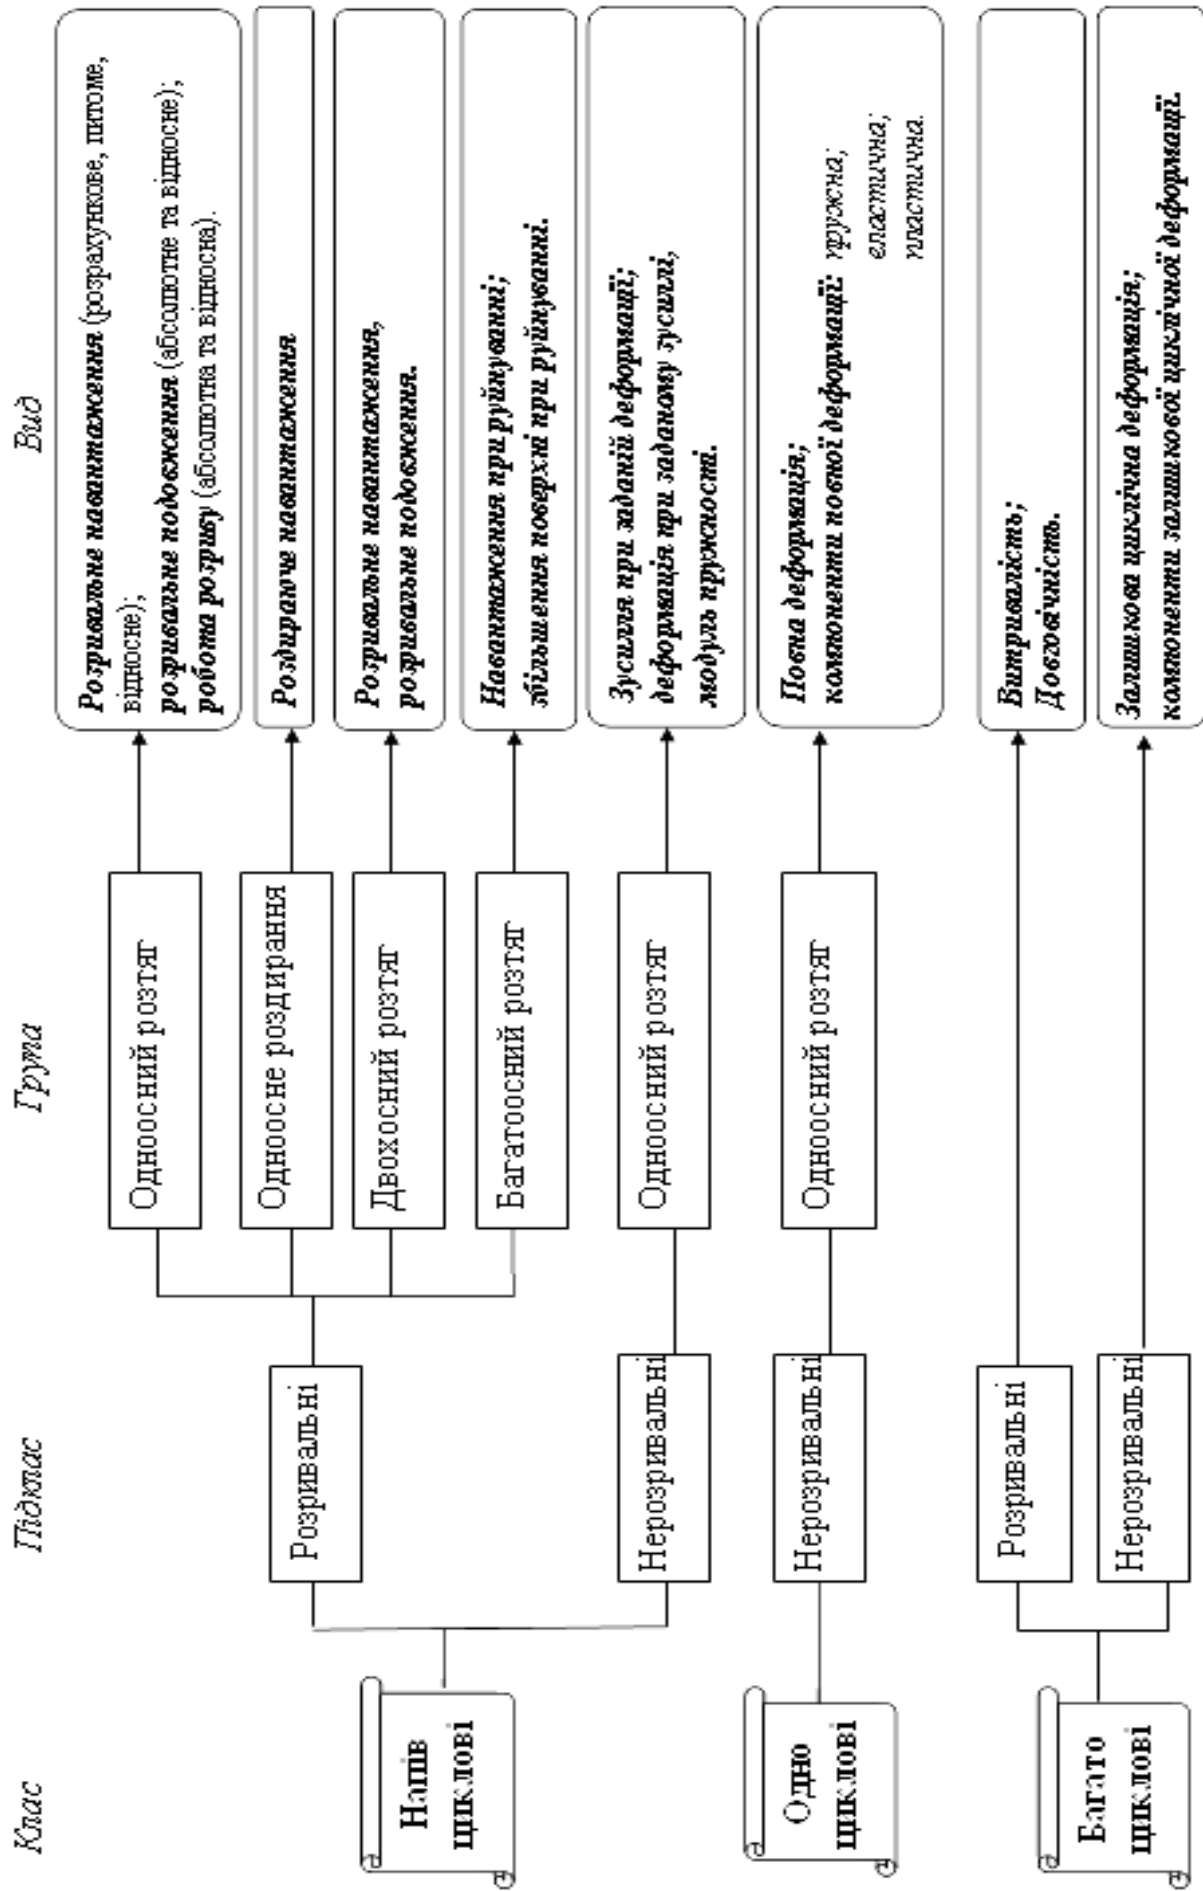 Клас
Підклас
Група
Вид
Напів
циклові
Розривальні
Одноосний розтяг
Розривальне навантаження (розрахункове, питоме,
відносне);
розривальне подовження (абсолютне та відносне);
робота розриву (абсолютна та відносна).
Одноосне роздирання
Роздираюче навантаження
Двохосний розтяг
Розривальне навантаження,
розривальне подовження.
Багатоосний розтяг
Навантаження при руйнуванні;
збільшення поверхні при руйнуванні.
Нерозривальні
Одноосний розтяг
Зусилля при заданій деформації;
деформація при заданому зусиллі,
модуль пружності.
Одно
циклові
Нерозривальні
Одноосний розтяг
Повна деформація;
компоненти повної деформації: пружна;
еластична;
пластична.
Багато
циклові
Розривальні
Витривалість;
Довговічність.
Нерозривальні
Залишкова циклічна деформація;
компоненти залишкової циклічної деформації.